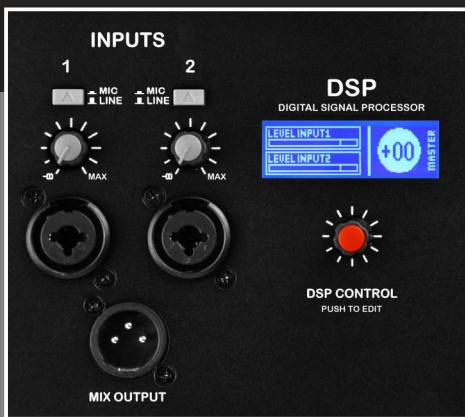 INPUTS
1 2
MIC MIC
LINE LINE
-∞ MAX -∞ MAX
DSP
DIGITAL SIGNAL PROCESSOR
LEVEL INPUT1
LEVEL INPUT2
+00
MASTER
DSP CONTROL
PUSH TO EDIT
MIX OUTPUT